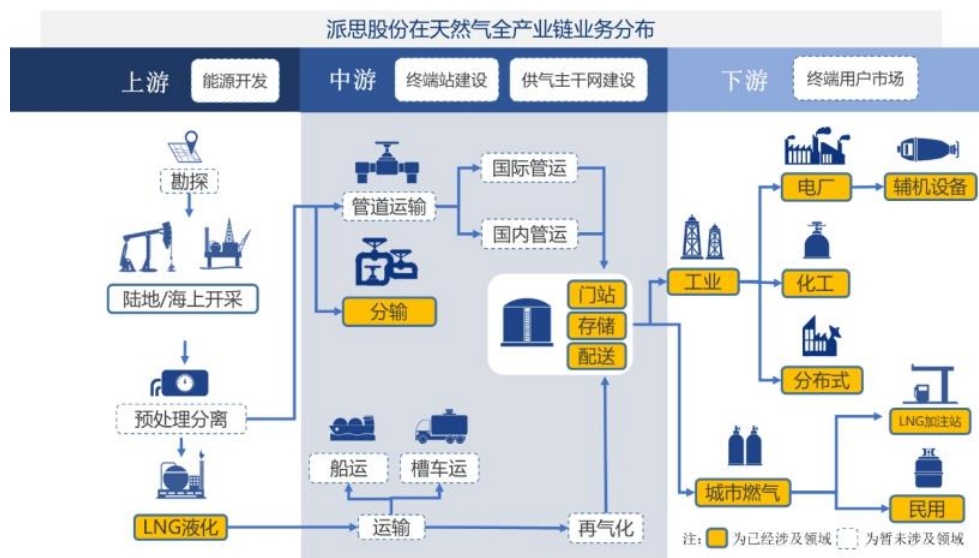 派思股份在天然气全产业链业务分布
上游
能源开发
中游
终端站建设
供气主干网建设
下游
终端用户市场
勘探
陆地/海上开采
预处理分离
LNG液化
管道运输
国际管运
国内管运
分输
门站
存储
配送
船运
槽车运
运输
再气化
工业
电厂
辅机设备
化工
分布式
城市燃气
LNG加注站
民用
注: 为已经涉及领域 为暂未涉及领域